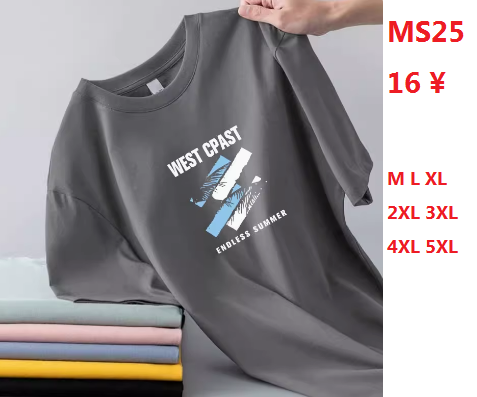 MS25
16 ¥
WEST CPAST
ENDLESS SUMMER
M L XL
2XL 3XL
4XL 5XL